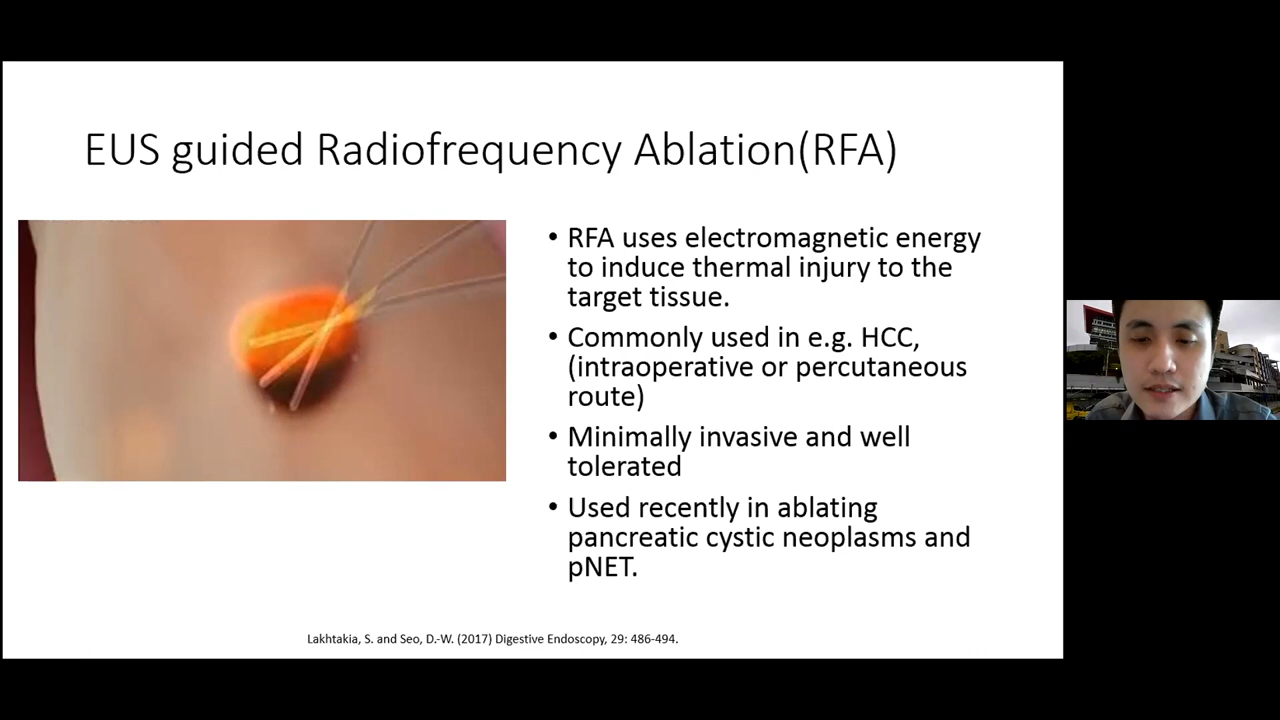 EUS guided Radiofrequency Ablation(RFA)
• RFA uses electromagnetic energy
to induce thermal injury to the
target tissue.
• Commonly used in e.g. HCC,
(intraoperative or percutaneous
route)
• Minimally invasive and well
tolerated
• Used recently in ablating
pancreatic cystic neoplasms and
pNET.
Lakhtakia, S. and Seo, D.-W. (2017) Digestive Endoscopy, 29: 486-494.